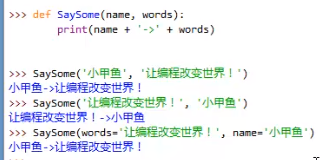 >>> def SaySome(name, words):
        print(name + '->' + words)
>>> SaySome('小甲鱼', '让编程改变世界！')
小甲鱼->让编程改变世界！
>>> SaySome('让编程改变世界！', '小甲鱼')
让编程改变世界！->小甲鱼
>>> SaySome(words='让编程改变世界！', name='小甲鱼')
小甲鱼->让编程改变世界！